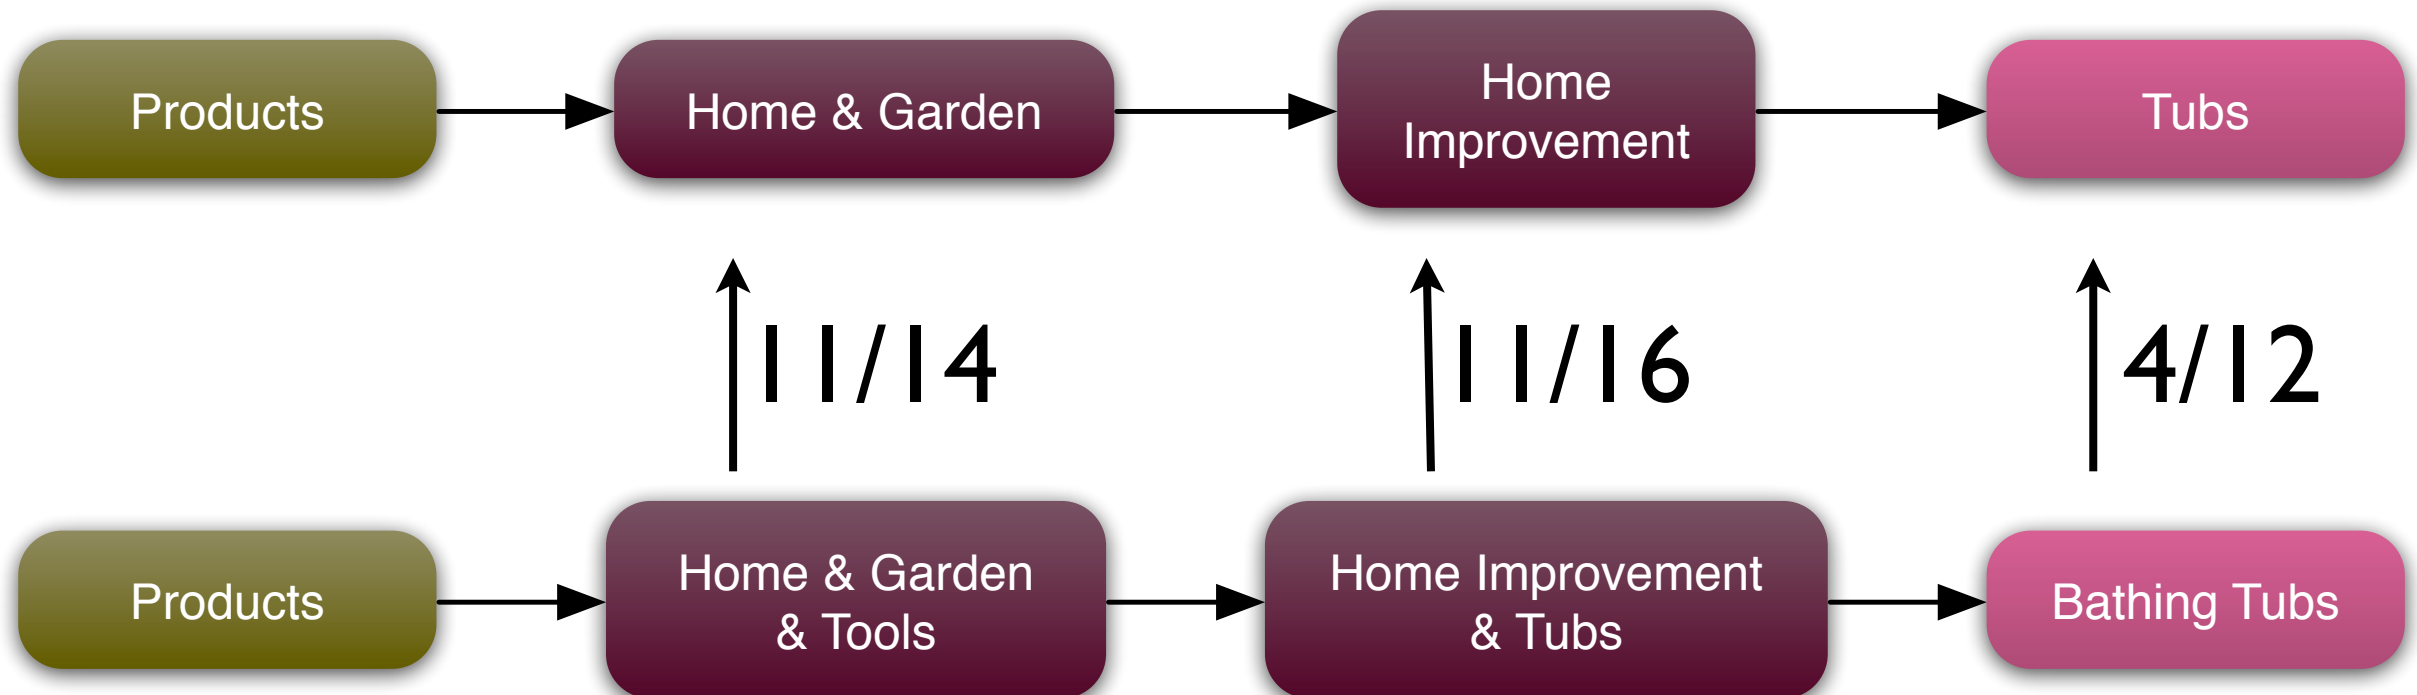 Products
Home & Garden
Home
Improvement
Tubs
11/14
11/16
4/12
Products
Home & Garden
& Tools
Home Improvement
& Tubs
Bathing Tubs